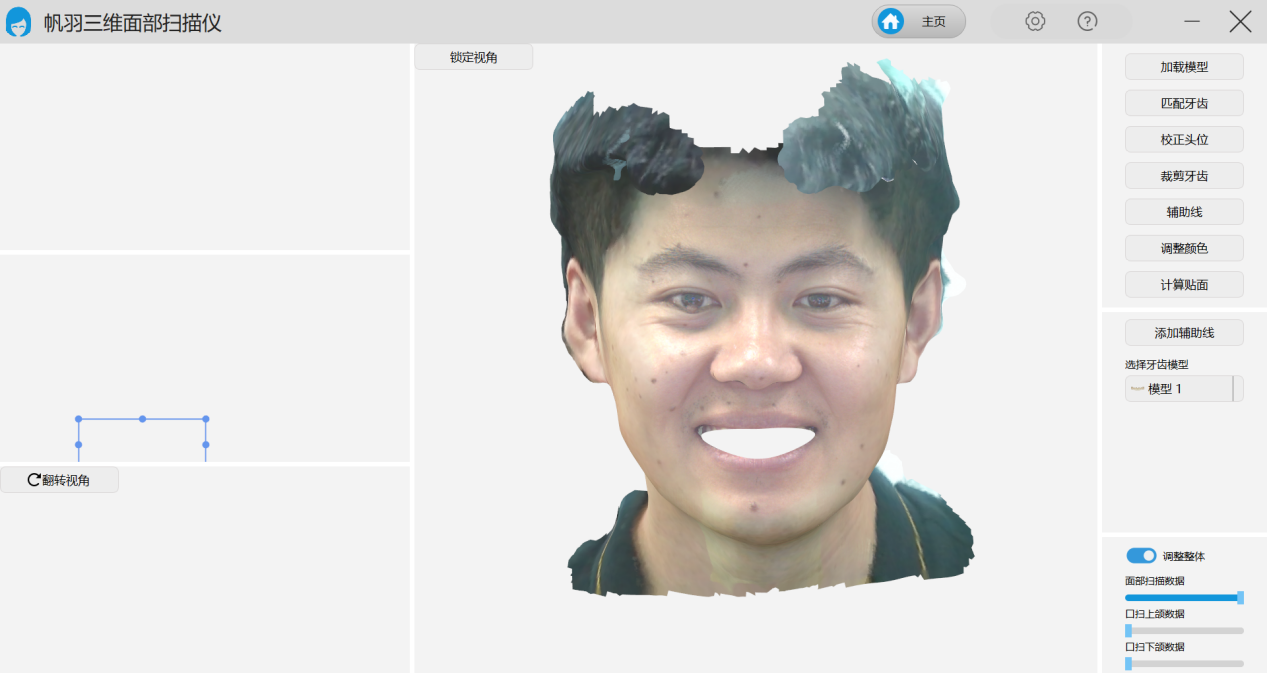 帆羽三维面部扫描仪
主页
锁定视角
翻转视角
加载模型
匹配牙齿
校正头位
裁剪牙齿
辅助线
调整颜色
计算贴面
添加辅助线
选择牙齿模型
模型 1
调整整体
面部扫描数据
口扫上颌数据
口扫下颌数据